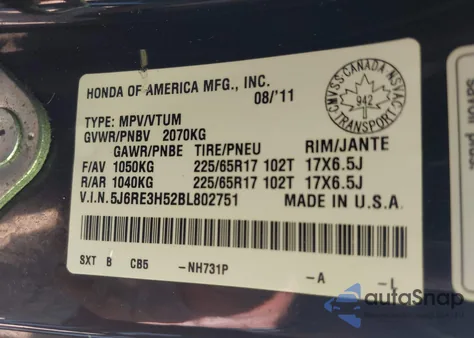 HONDA OF AMERICA MFG., INC.
08/'11
TYPE: MPV/VTUM
GVWR/PNBV 2070KG
GAWR/PNBE TIRE/PNEU RIM/JANTE
F/AV 1050KG 225/65R17 102T 17X6.5J
R/AR 1040KG 225/65R17 102T 17X6.5J
V.I.N. 5J6RE3H52BL802751 MADE IN U.S.A.
SXT B CB5 -NH731P -A -L
CMVSS·CANADA·NSVAC
942
TRANSPORT
autoSnap